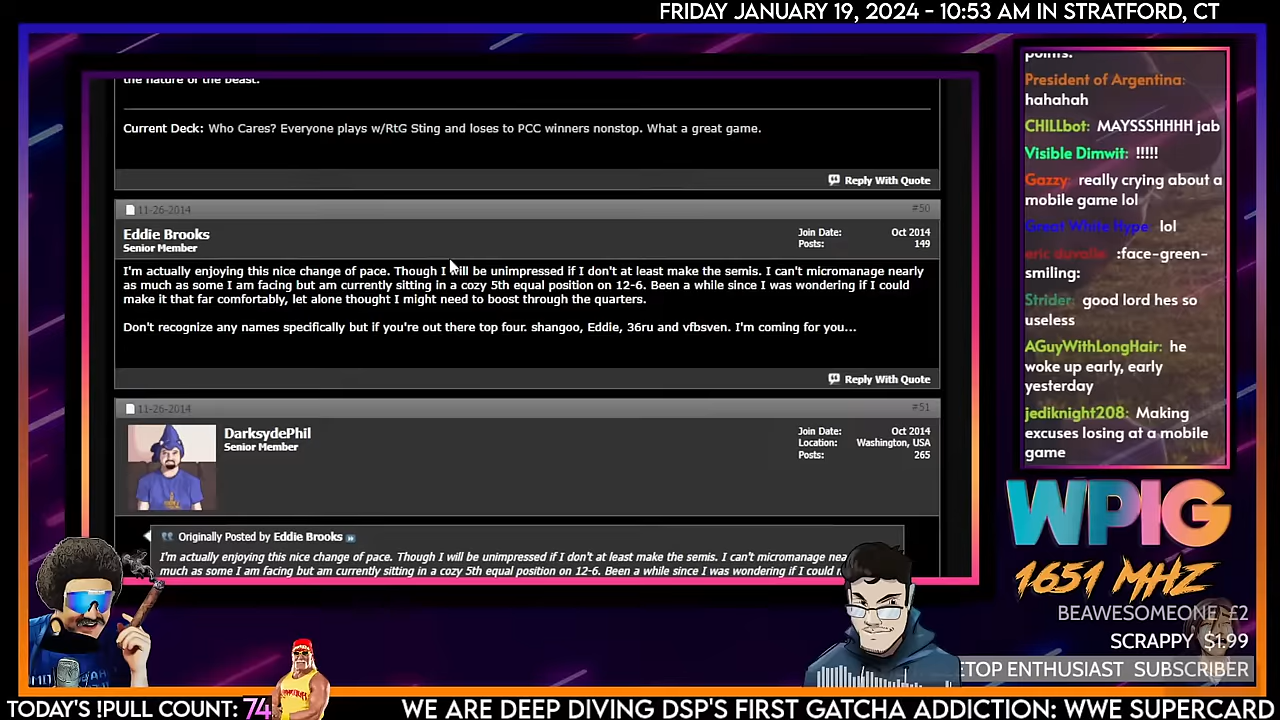 FRIDAY JANUARY 19, 2024 - 10:53 AM IN STRATFORD, CT
the nature of the beast.
Current Deck: Who Cares? Everyone plays w/RtG Sting and loses to PCC winners nonstop. What a great game.
Reply With Quote
11-26-2014
#50
Eddie Brooks
Senior Member
Join Date: Oct 2014
Posts: 149
I'm actually enjoying this nice change of pace. Though I will be unimpressed if I don't at least make the semis. I can't micromanage nearly
as much as some I am facing but am currently sitting in a cozy 5th equal position on 12-6. Been a while since I was wondering if I could
make it that far comfortably, let alone thought I might need to boost through the quarters.
Don't recognize any names specifically but if you're out there top four. shangoo, Eddie, 36ru and vfbsven. I'm coming for you...
Reply With Quote
11-26-2014
#51
DarksydePhil
Senior Member
Join Date: Oct 2014
Location: Washington, USA
Posts: 265
Originally Posted by Eddie Brooks
I'm actually enjoying this nice change of pace. Though I will be unimpressed if I don't at least make the semis. I can't micromanage
much as some I am facing but am currently sitting in a cozy 5th equal position on 12-6. Been a while since I was wondering if I could
points.
President of Argentina:
hahahah
CHILLbot: MAYSSSHHHH jab
Visible Dimwit: !!!!!
Gazzy: really crying about a
mobile game lol
Great White Hype: lol
eric duvalle: :face-green-
smiling:
Strider: good lord hes so
useless
AGuyWithLongHair: he
woke up early, early
yesterday
jediknight208: Making
excuses losing at a mobile
game
WPIG
1651 MHZ
BEAWESOMEONE £2
SCRAPPY $1.99
ETOP ENTHUSIAST SUBSCRIBER
TODAY'S !PULL COUNT: 74
WE ARE DEEP DIVING DSP'S FIRST GATCHA ADDICTION: WWE SUPERCARD